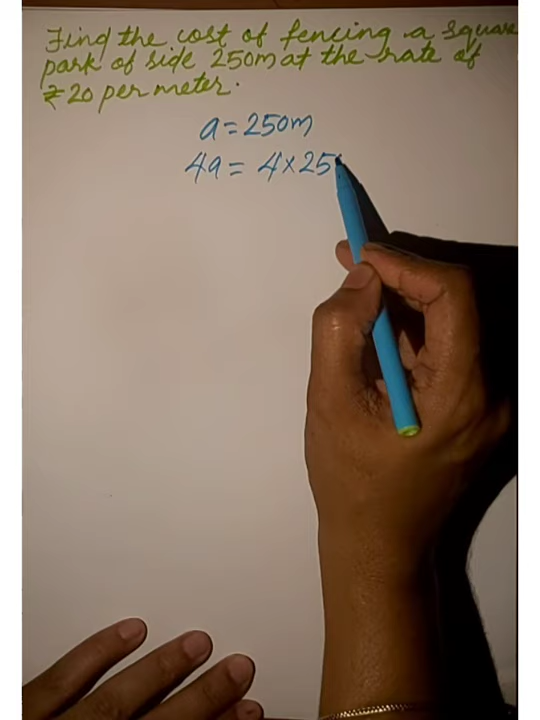 Find the cost of fencing a square
park of side 250m at the rate of
₹20 per meter.
a = 250m
4a = 4×25